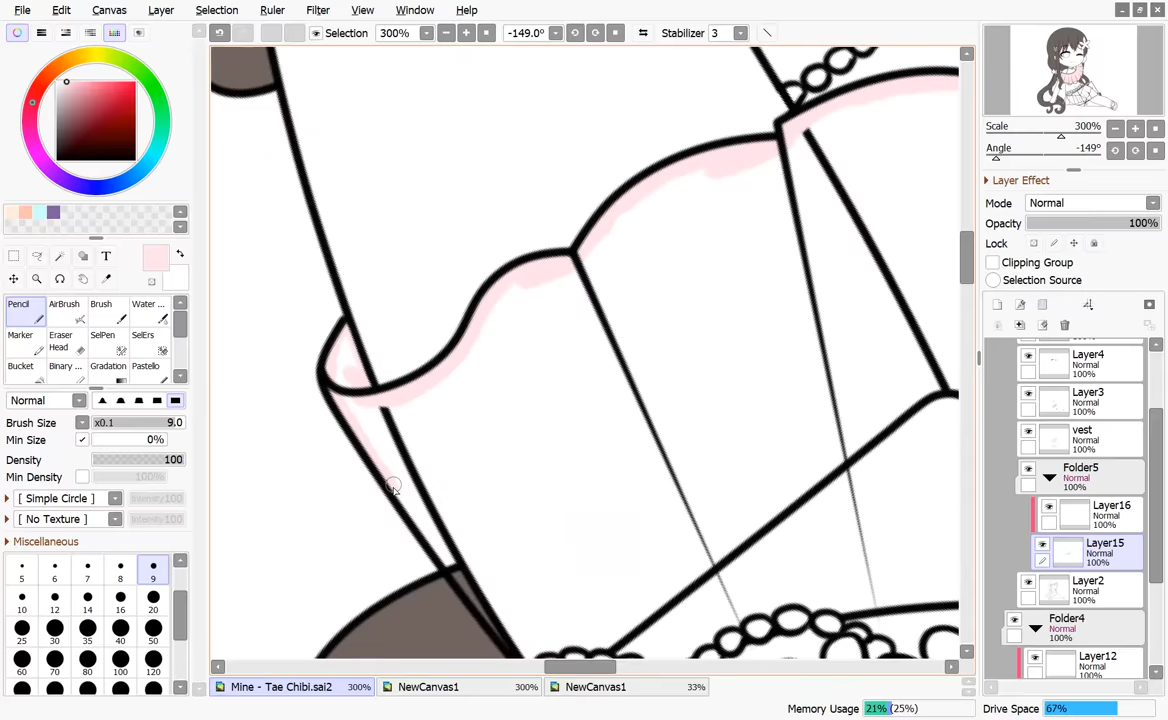 File Edit Canvas Layer Selection Ruler Filter View Window Help
Selection 300% -149.0° Stabilizer 3
Scale 300%
Angle -149°
Layer Effect
Mode Normal
Opacity 100%
Lock
Clipping Group
Selection Source
T
Pencil AirBrush Brush Water ...
Marker Eraser Head SelPen SelErs
Bucket Binary ... Gradation Pastello
Normal
Brush Size x0.1 9.0
Min Size 0%
Density 100
Min Density 100%
[ Simple Circle ] Intensity 100
[ No Texture ] Intensity 100
Miscellaneous
5 6 7 8 9
10 12 14 16 20
25 30 35 40 50
60 70 80 100 120
Layer4
Normal
100%
Layer3
Normal
100%
vest
Normal
100%
Folder5
Normal
100%
Layer16
Normal
100%
Layer15
Normal
100%
Layer2
Normal
100%
Folder4
Normal
100%
Layer12
Normal
100%
Mine - Tae Chibi.sai2 300% NewCanvas1 300% NewCanvas1 33%
Memory Usage 21% (25%) Drive Space 67%